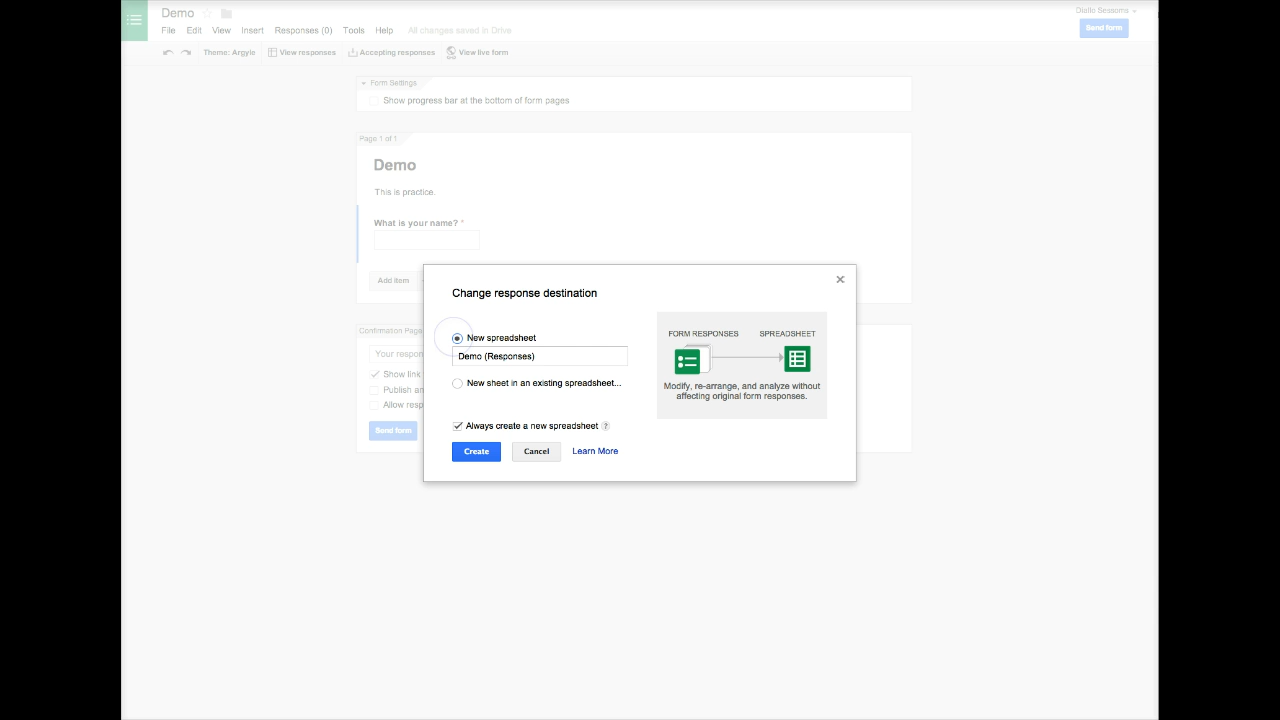 Demo
Diallo Sessoms
File Edit View Insert Responses (0) Tools Help All changes saved in Drive
Send form
Theme: Argyle View responses Accepting responses View live form
Form Settings
Show progress bar at the bottom of form pages
Page 1 of 1
Demo
This is practice.
What is your name? *
Add item
Confirmation Page
Your respon
Show link
Publish an
Allow resp
Send form
Change response destination
New spreadsheet
Demo (Responses)
New sheet in an existing spreadsheet...
Always create a new spreadsheet ?
Create Cancel Learn More
FORM RESPONSES SPREADSHEET
Modify, re-arrange, and analyze without
affecting original form responses.